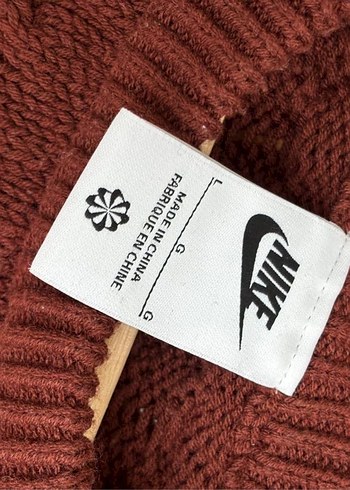 NIKE
L G G
MADE IN CHINA
FABRIQUE EN CHINE